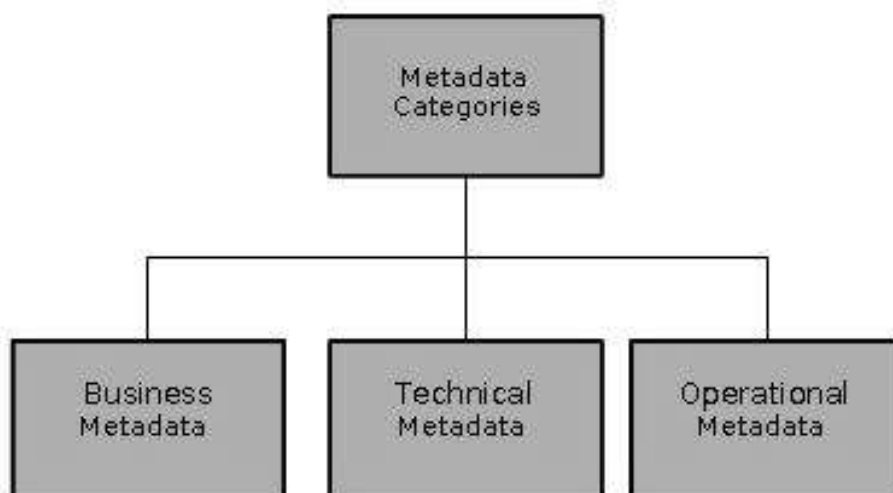 Metadata
Categories
Business
Metadata
Technical
Metadata
Operational
Metadata